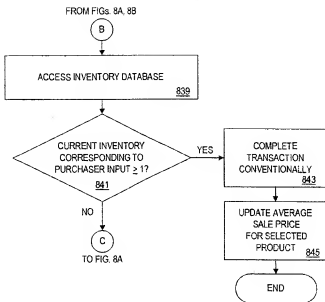 FROM FIGs. 8A, 8B
B
ACCESS INVENTORY DATABASE
839
CURRENT INVENTORY
CORRESPONDING TO
PURCHASER INPUT ≥ 1?
841
YES
COMPLETE
TRANSACTION
CONVENTIONALLY
843
UPDATE AVERAGE
SALE PRICE
FOR SELECTED
PRODUCT
845
END
NO
C
TO FIG. 8A